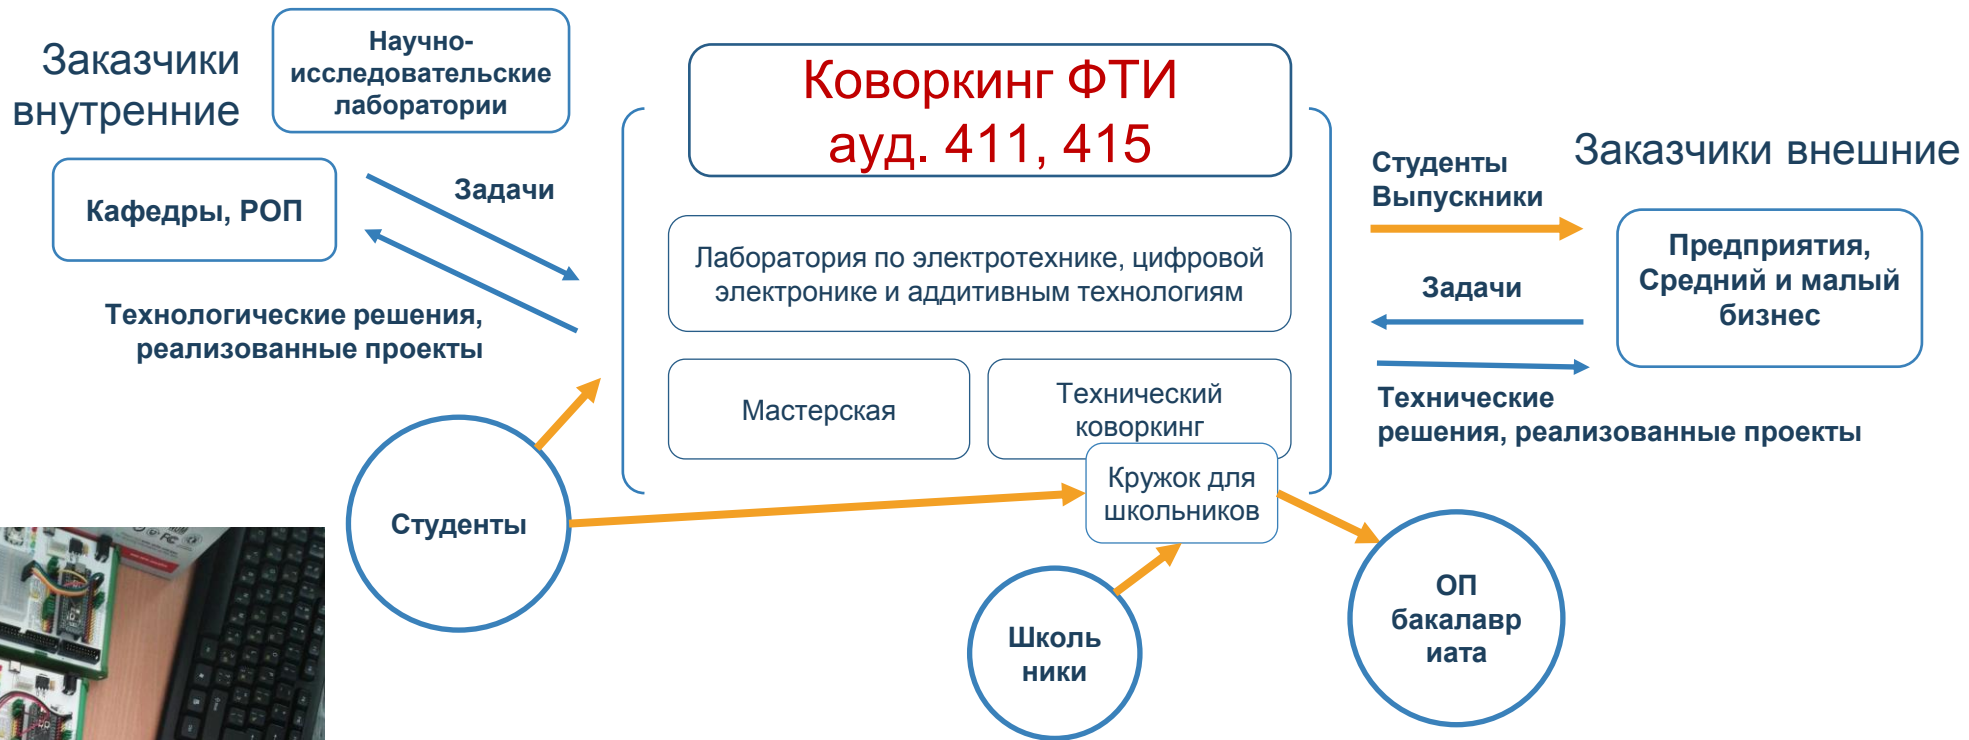 Заказчики
внутренние
Научно-
исследовательские
лаборатории
Кафедры, РОП
Задачи
Технологические решения,
реализованные проекты
Коворкинг ФТИ
ауд. 411, 415
Лаборатория по электротехнике, цифровой
электронике и аддитивным технологиям
Мастерская
Технический
коворкинг
Кружок для
школьников
Студенты
Выпускники
Заказчики внешние
Задачи
Предприятия,
Средний и малый
бизнес
Технические
решения, реализованные проекты
Студенты
Школь
ники
ОП
бакалавр
иата